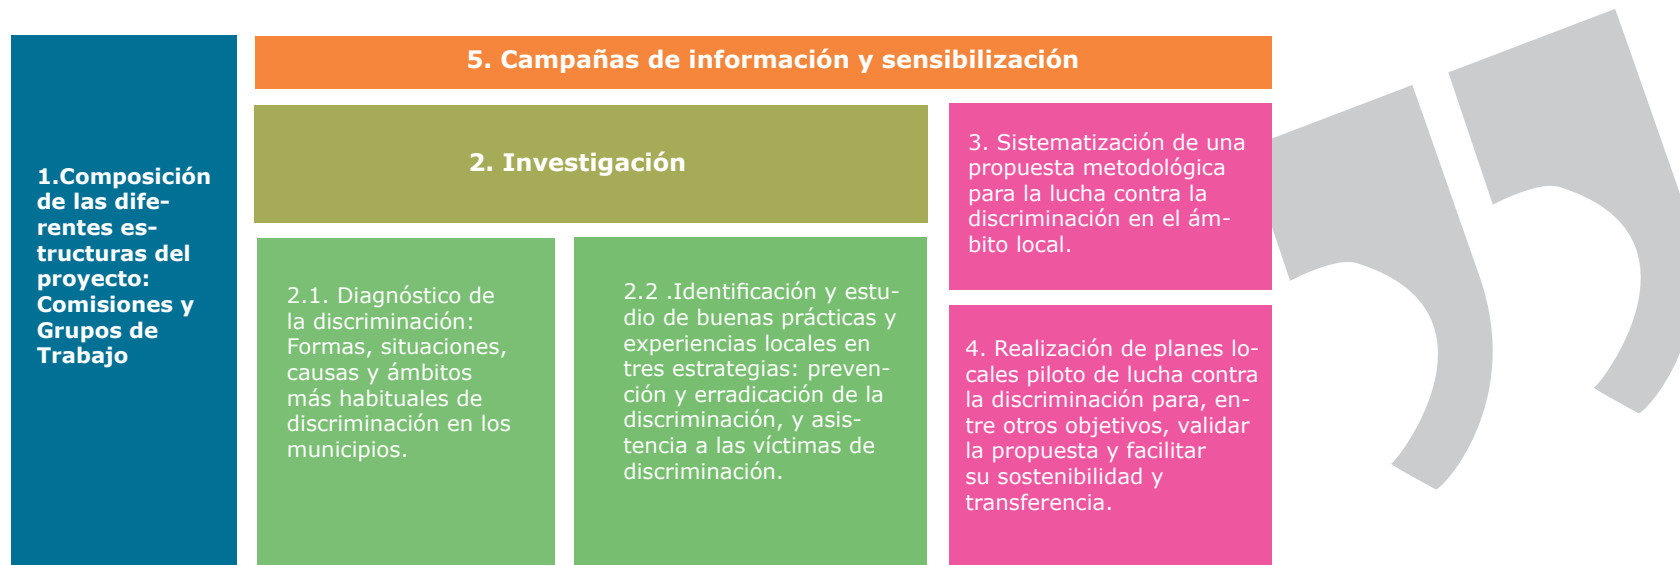 1.Composición
de las dife-
rentes es-
tructuras del
proyecto:
Comisiones y
Grupos de
Trabajo
5. Campañas de información y sensibilización
2. Investigación
2.1. Diagnóstico de
la discriminación:
Formas, situaciones,
causas y ámbitos
más habituales de
discriminación en los
municipios.
2.2 .Identificación y estu-
dio de buenas prácticas y
experiencias locales en
tres estrategias: preven-
ción y erradicación de la
discriminación, y asis-
tencia a las víctimas de
discriminación.
3. Sistematización de una
propuesta metodológica
para la lucha contra la
discriminación en el ám-
bito local.
4. Realización de planes lo-
cales piloto de lucha contra
la discriminación para, en-
tre otros objetivos, validar
la propuesta y facilitar
su sostenibilidad y
transferencia.